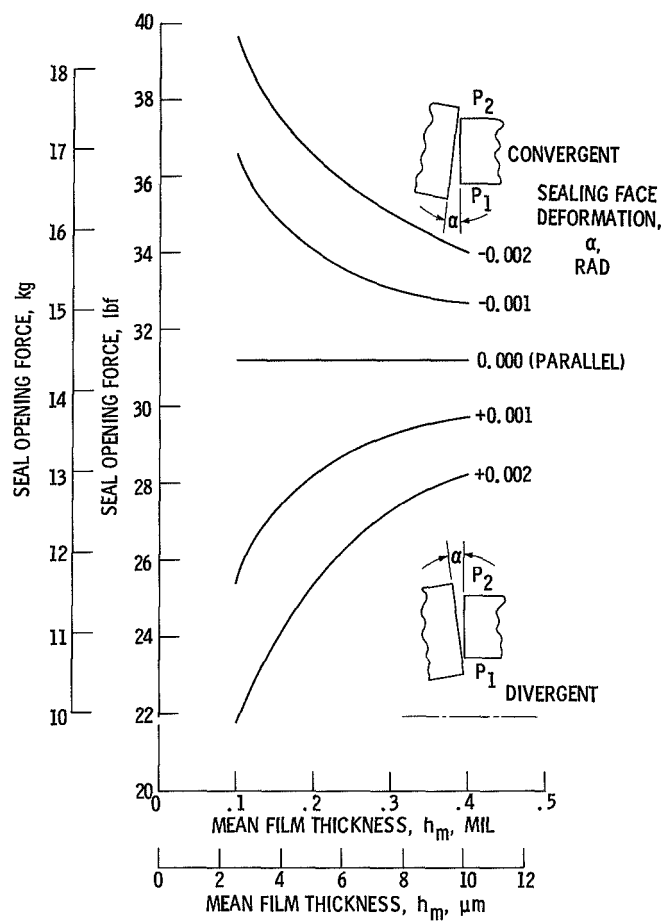 SEAL OPENING FORCE, kg
18
17
16
15
14
13
12
11
10
SEAL OPENING FORCE, lbf
40
38
36
34
32
30
28
26
24
22
20
P2
CONVERGENT
P1
α
SEALING FACE
DEFORMATION,
α,
RAD
-0.002
-0.001
0.000 (PARALLEL)
+0.001
+0.002
α
P2
P1
DIVERGENT
0 .1 .2 .3 .4 .5
MEAN FILM THICKNESS, hm, MIL
0 2 4 6 8 10 12
MEAN FILM THICKNESS, hm, μm